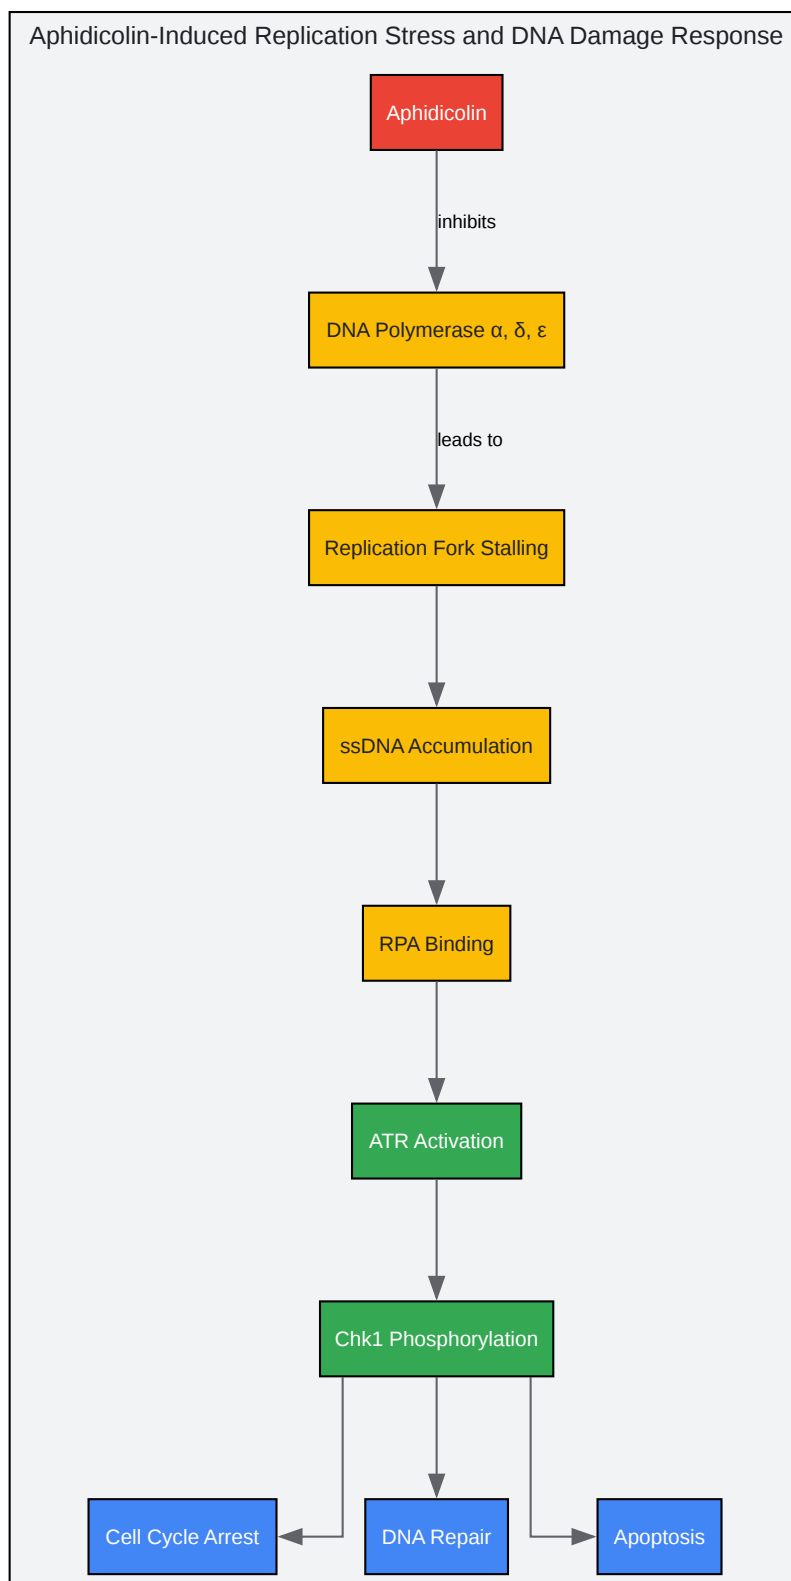 Aphidicolin-Induced Replication Stress and DNA Damage Response
Aphidicolin
inhibits
DNA Polymerase α, δ, ε
leads to
Replication Fork Stalling
ssDNA Accumulation
RPA Binding
ATR Activation
Chk1 Phosphorylation
Cell Cycle Arrest
DNA Repair
Apoptosis